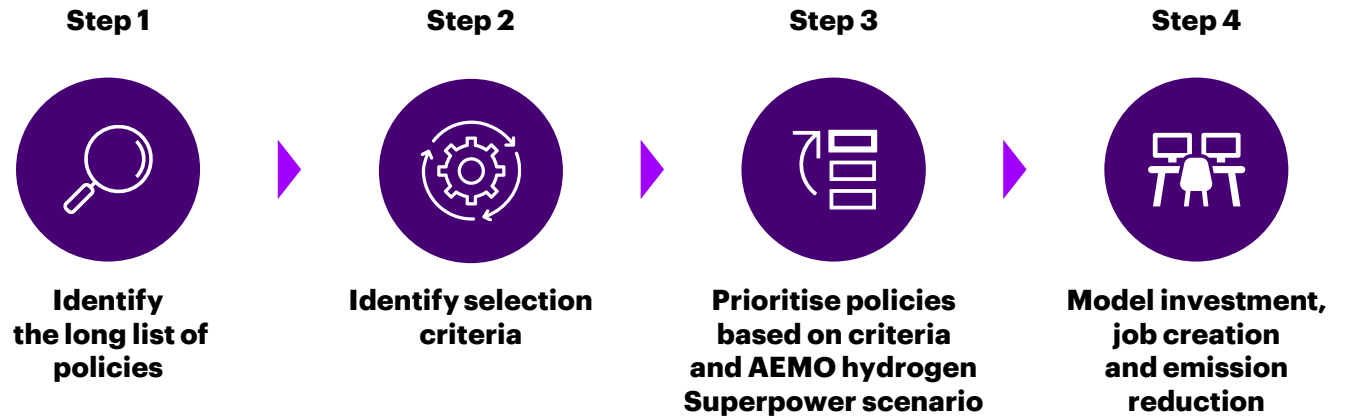 Step 1
Identify
the long list of
policies
Step 2
Identify selection
criteria
Step 3
Prioritise policies
based on criteria
and AEMO hydrogen
Superpower scenario
Step 4
Model investment,
job creation
and emission
reduction